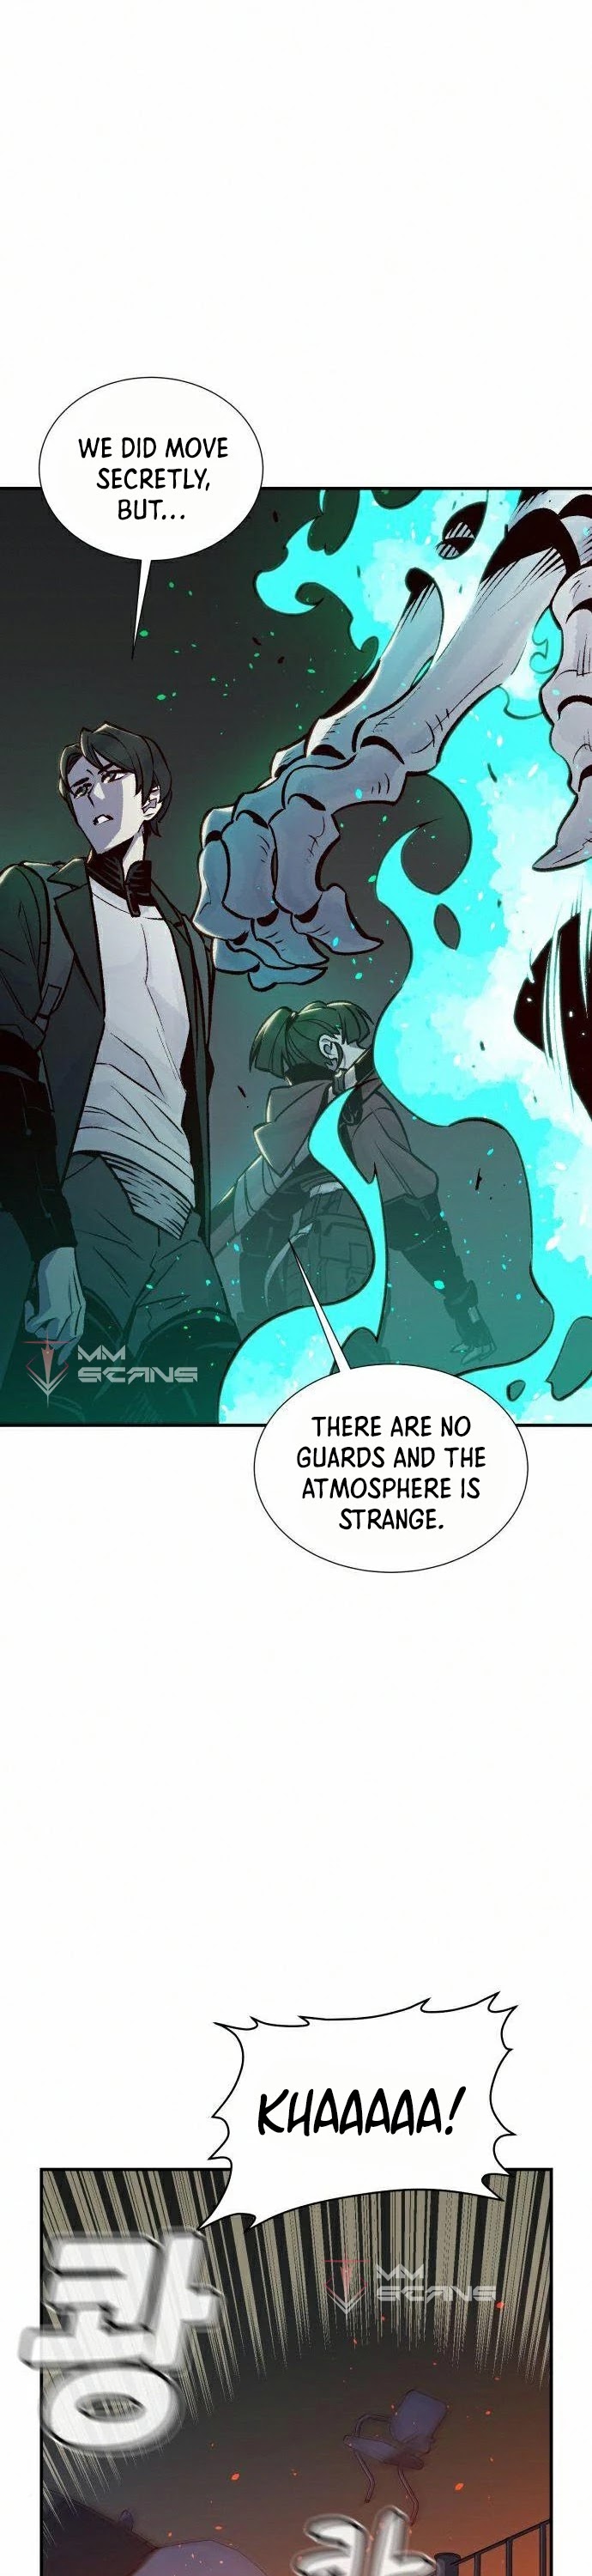 WE DID MOVE
SECRETLY,
BUT...
MM
SCANS
THERE ARE NO
GUARDS AND THE
ATMOSPHERE IS
STRANGE.
KHAAAAA!
MM
SCANS
쾅